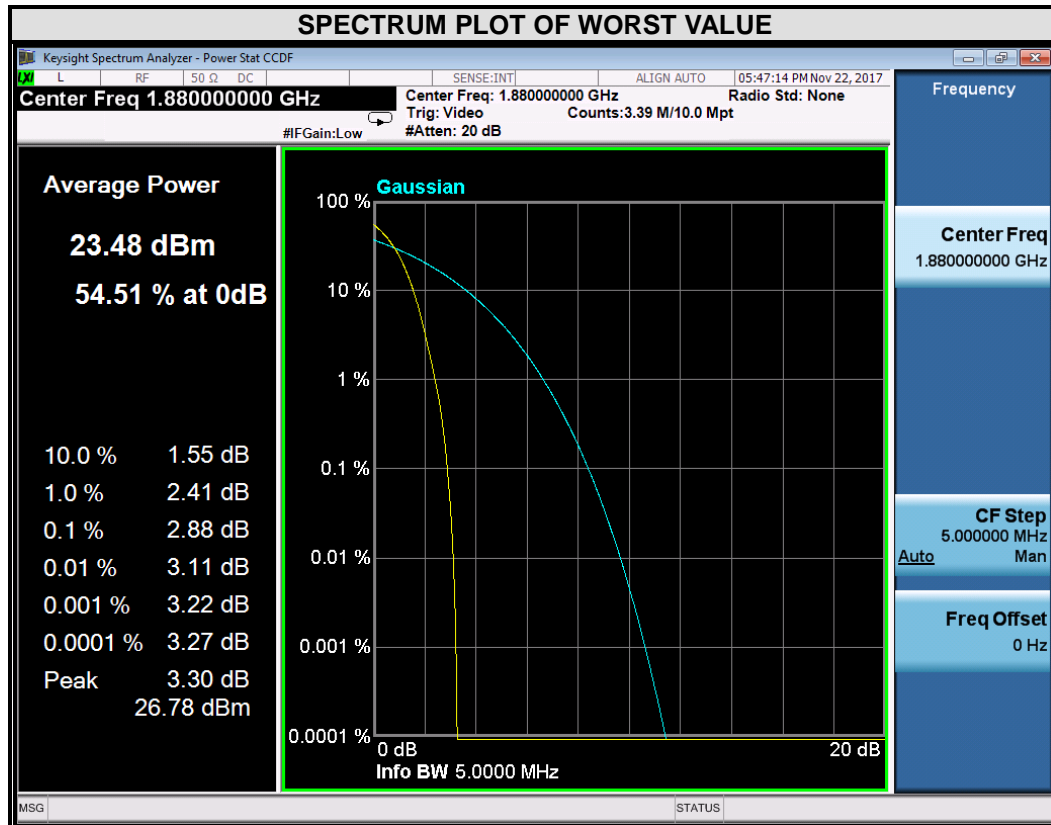 SPECTRUM PLOT OF WORST VALUE
Keysight Spectrum Analyzer - Power Stat CCDF
LXI L RF 50 Ω DC SENSE:INT ALIGN AUTO 05:47:14 PM Nov 22, 2017
Center Freq 1.880000000 GHz
#IFGain:Low
Center Freq: 1.880000000 GHz Radio Std: None
Trig: Video Counts:3.39 M/10.0 Mpt
#Atten: 20 dB
Average Power
23.48 dBm
54.51 % at 0dB
10.0 % 1.55 dB
1.0 % 2.41 dB
0.1 % 2.88 dB
0.01 % 3.11 dB
0.001 % 3.22 dB
0.0001 % 3.27 dB
Peak 3.30 dB
26.78 dBm
Gaussian
100 %
10 %
1 %
0.1 %
0.01 %
0.001 %
0.0001 %
0 dB 20 dB
Info BW 5.0000 MHz
Frequency
Center Freq
1.880000000 GHz
CF Step
5.000000 MHz
Auto Man
Freq Offset
0 Hz
MSG STATUS